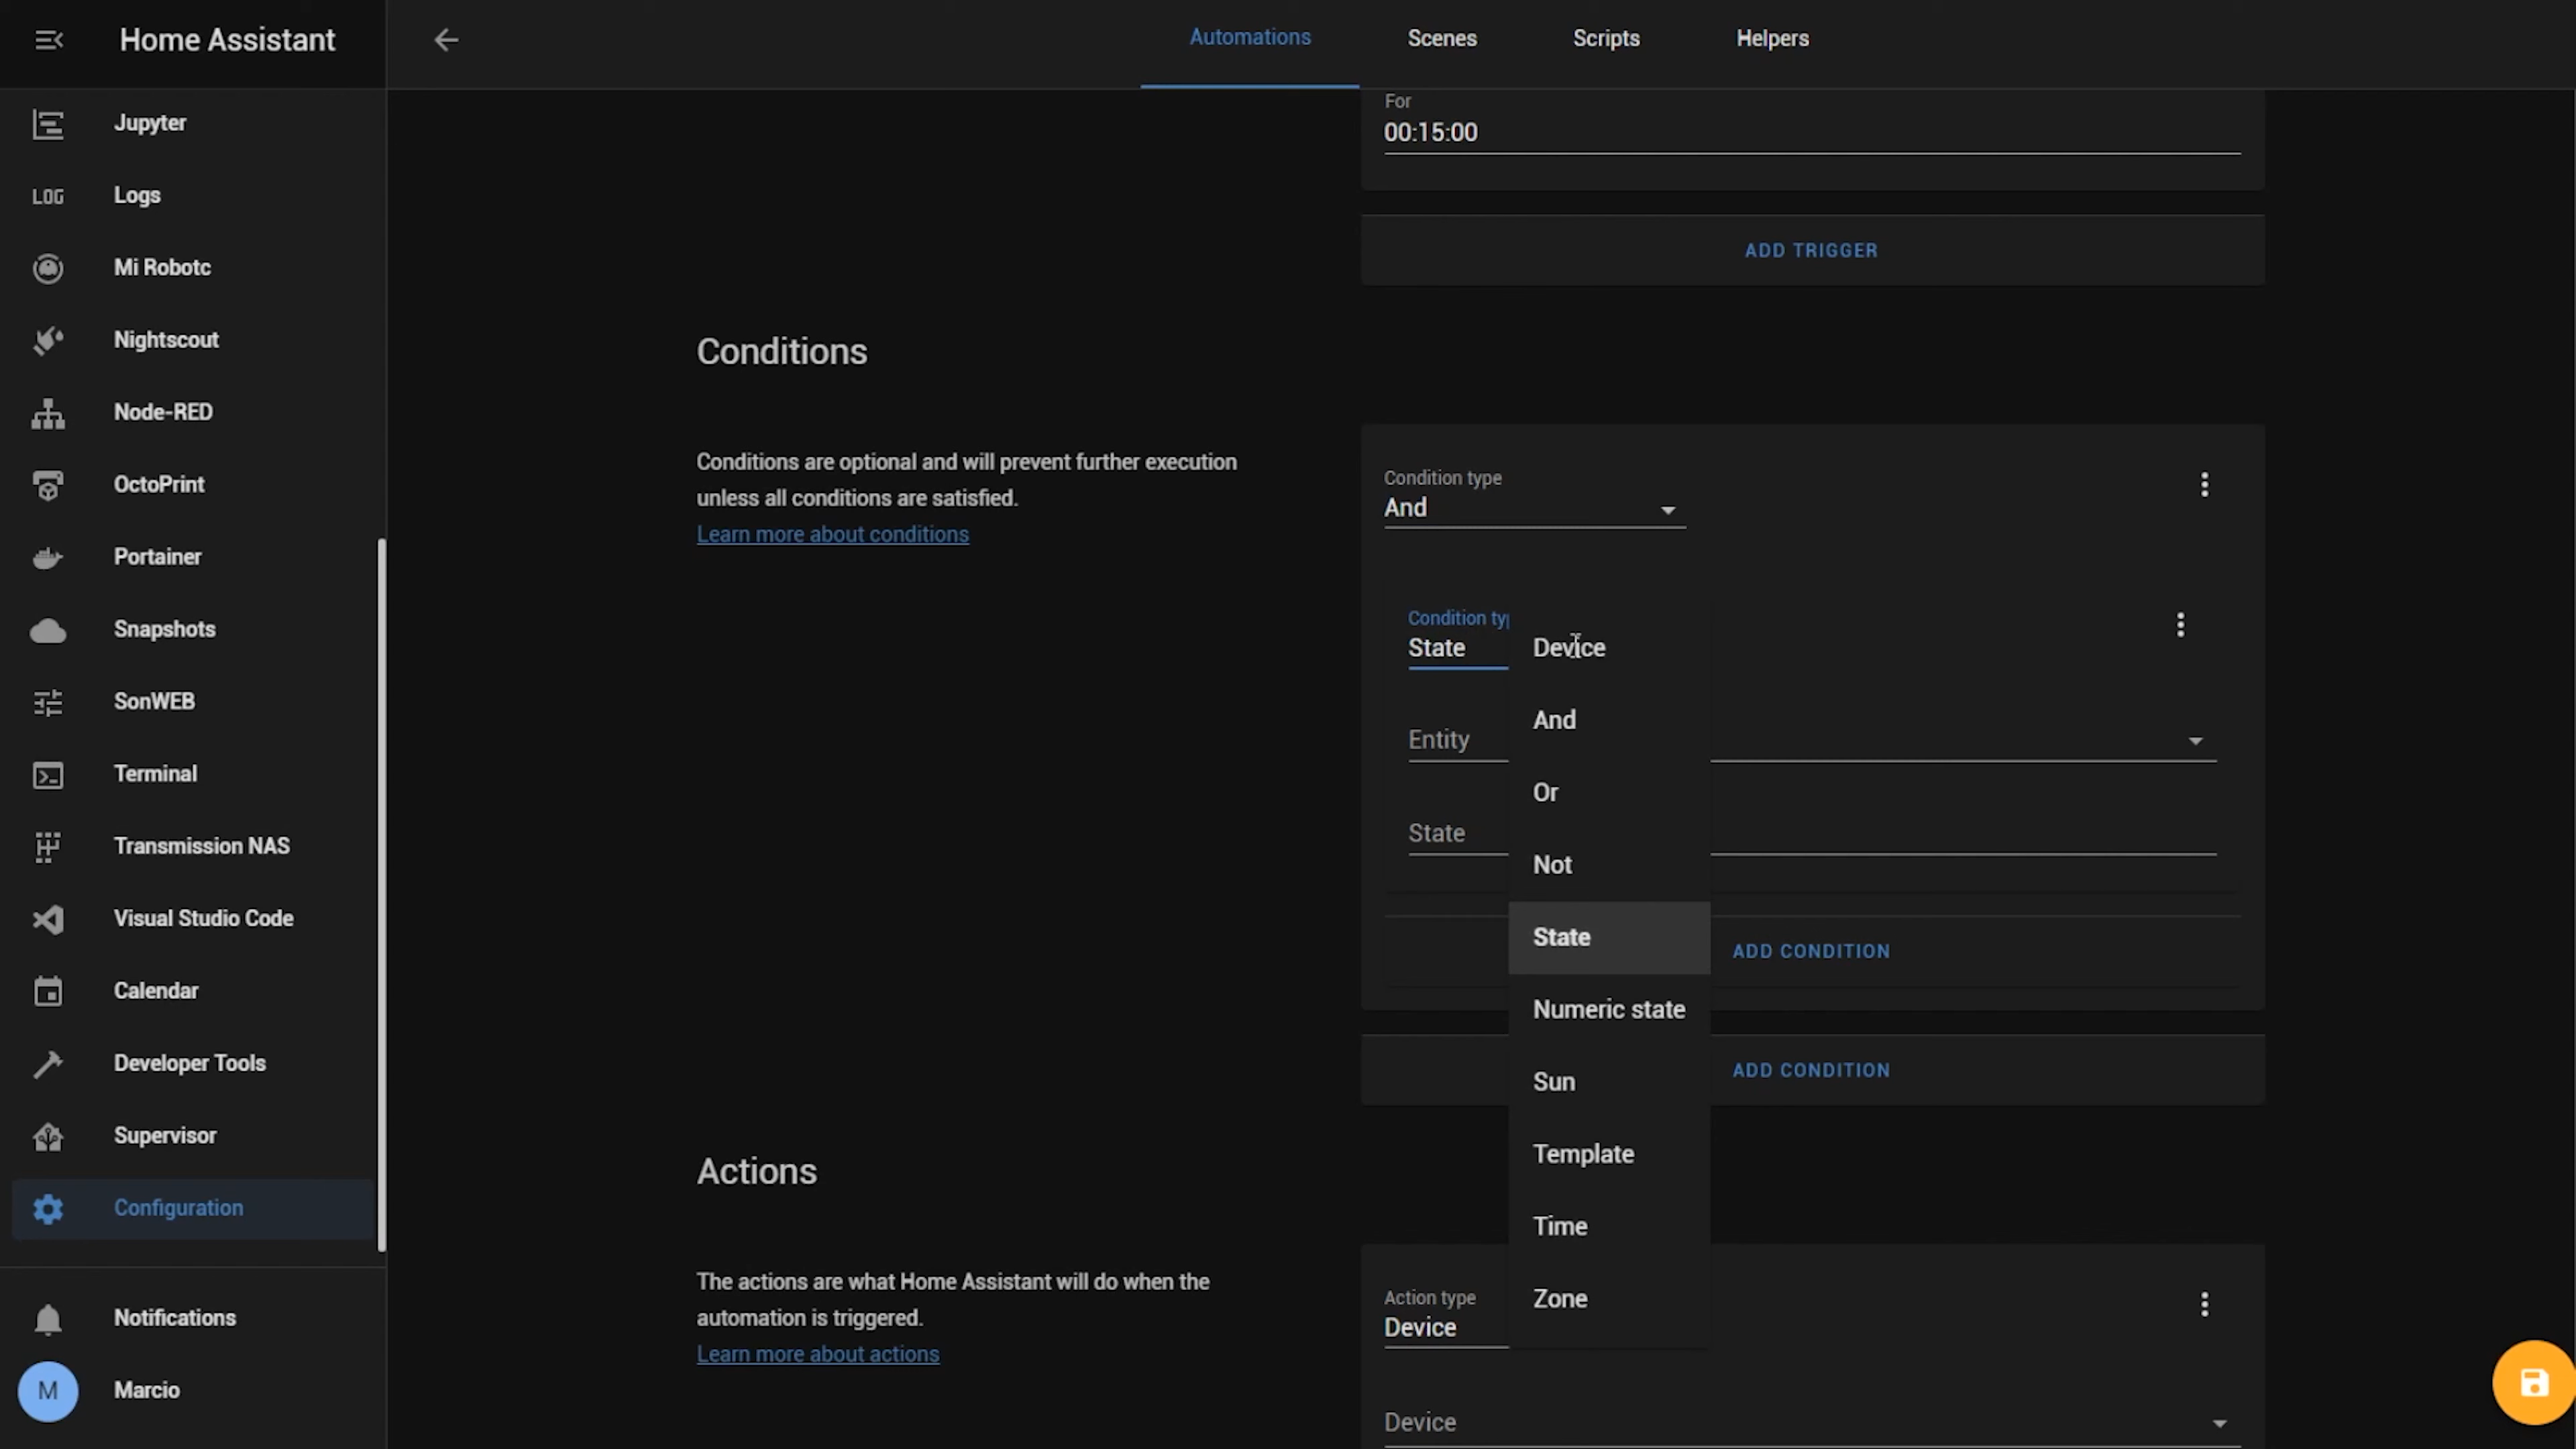 Home Assistant
Automations
Scenes
Scripts
Helpers
Jupyter
LOG
Logs
Mi Robotc
Nightscout
Node-RED
OctoPrint
Portainer
Snapshots
SonWEB
Terminal
Transmission NAS
Visual Studio Code
Calendar
Developer Tools
Supervisor
Configuration
Notifications
M
Marcio
For
00:15:00
ADD TRIGGER
Conditions
Conditions are optional and will prevent further execution
unless all conditions are satisfied.
Learn more about conditions
Condition type
And
Condition typ
State
Entity
State
Device
And
Or
Not
State
Numeric state
Sun
Template
Time
Zone
ADD CONDITION
ADD CONDITION
Actions
The actions are what Home Assistant will do when the
automation is triggered.
Learn more about actions
Action type
Device
Device